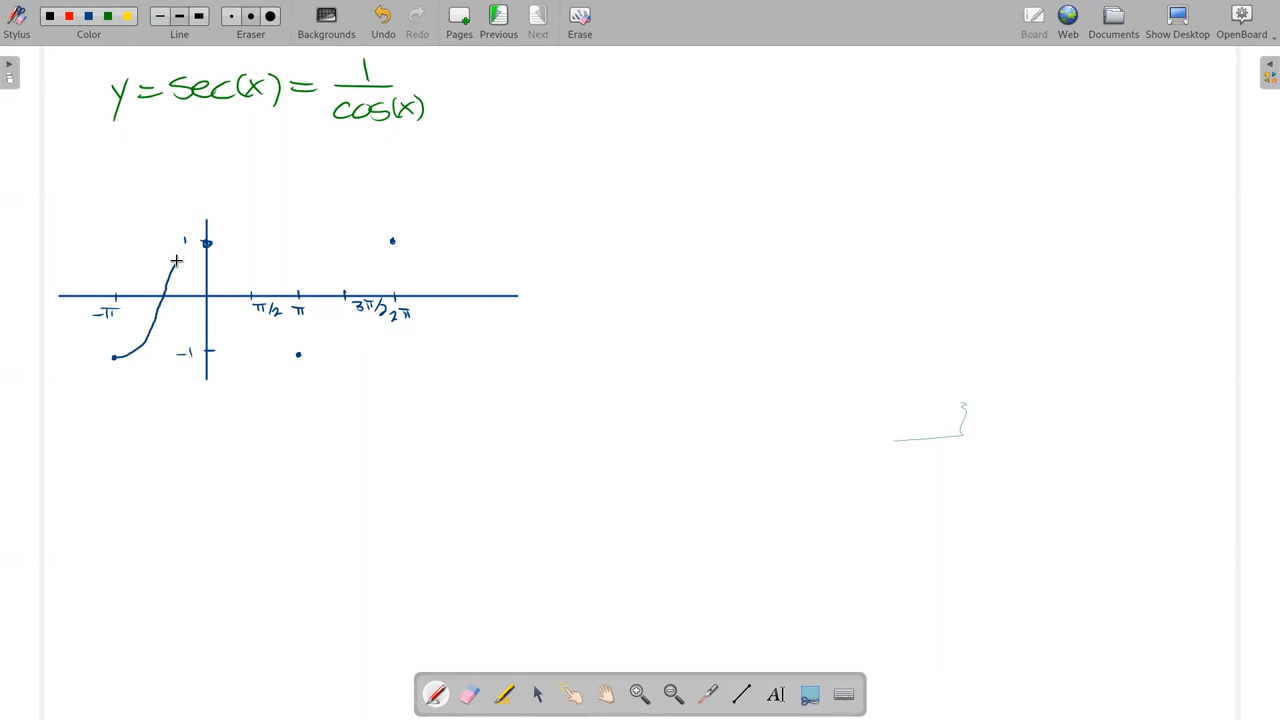 Stylus Color Line Eraser Backgrounds Undo Redo Pages Previous Next Erase Board Web Documents Show Desktop OpenBoard
y = sec(x) = 1/cos(x)
1
-π π/2 π 3π/2 2π
-1